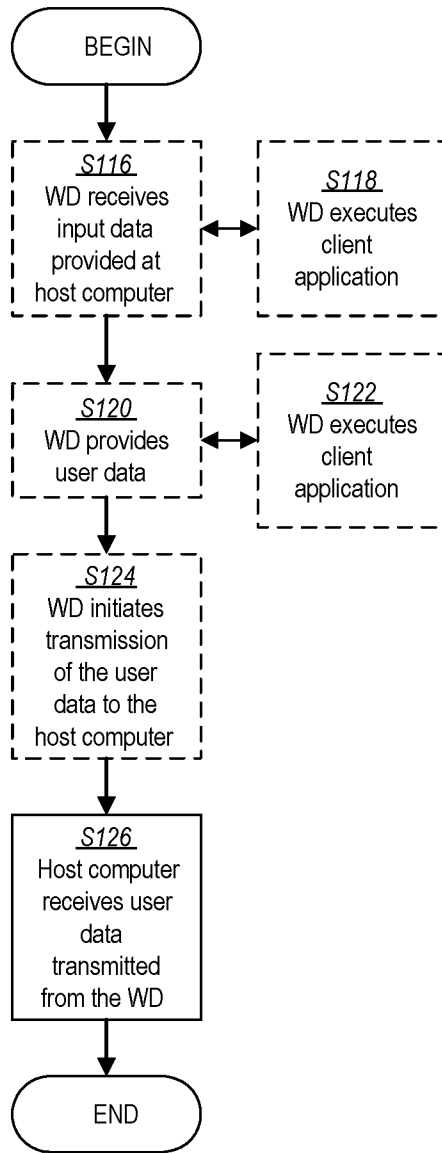 BEGIN
S116
WD receives
input data
provided at
host computer
S118
WD executes
client
application
S120
WD provides
user data
S122
WD executes
client
application
S124
WD initiates
transmission
of the user
data to the
host computer
S126
Host computer
receives user
data
transmitted
from the WD
END